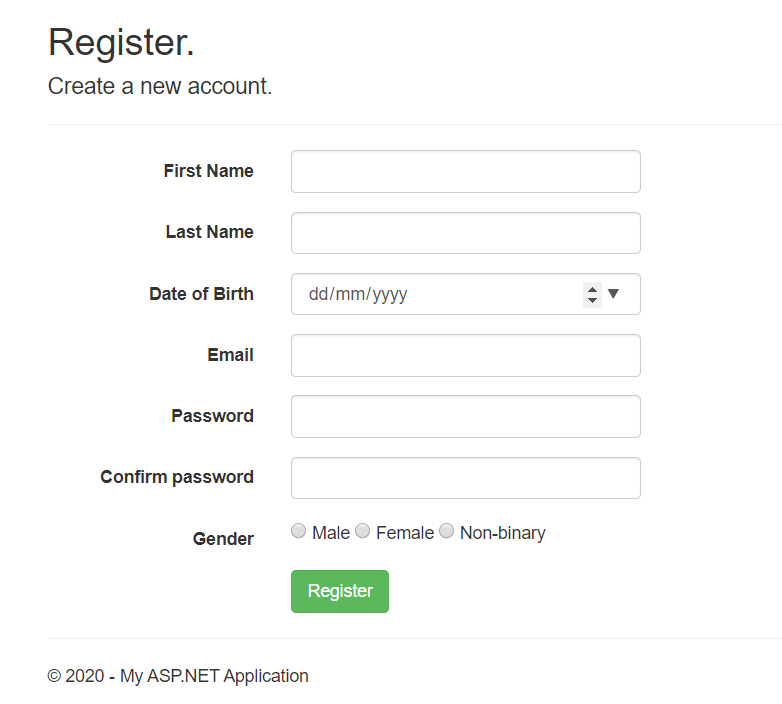 Register.
Create a new account.
First Name
Last Name
Date of Birth dd/mm/yyyy
Email
Password
Confirm password
Gender Male Female Non-binary
Register
© 2020 - My ASP.NET Application